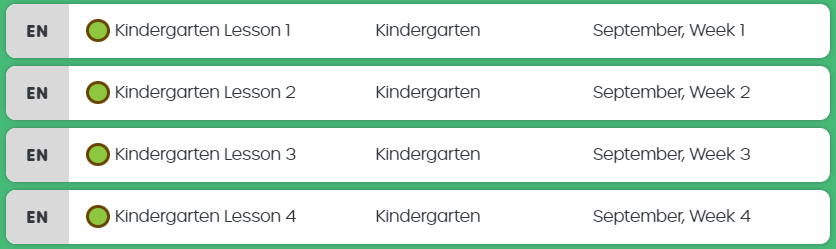 EN Kindergarten Lesson 1 Kindergarten September, Week 1
EN Kindergarten Lesson 2 Kindergarten September, Week 2
EN Kindergarten Lesson 3 Kindergarten September, Week 3
EN Kindergarten Lesson 4 Kindergarten September, Week 4